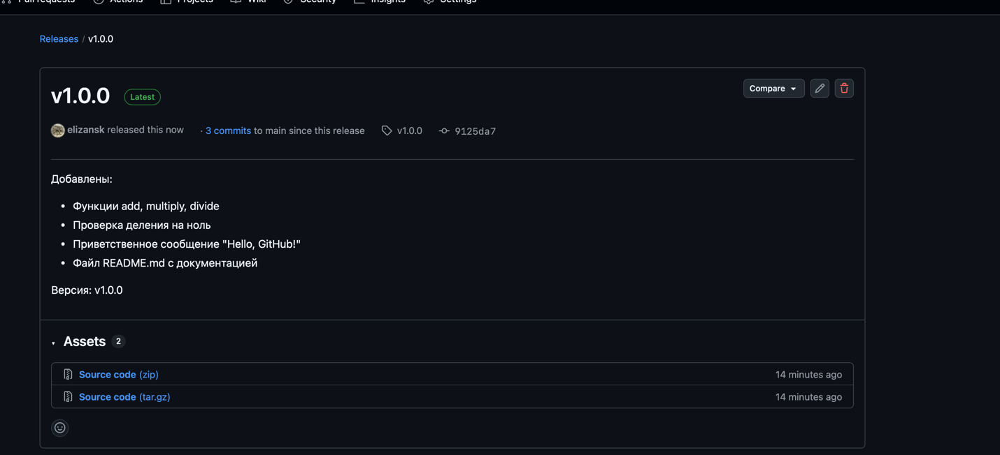 Pull requests Actions Projects Wiki Security Insights Settings
Releases / v1.0.0
v1.0.0 Latest Compare
elizansk released this now · 3 commits to main since this release v1.0.0 9125da7
Добавлены:
• Функции add, multiply, divide
• Проверка деления на ноль
• Приветственное сообщение "Hello, GitHub!"
• Файл README.md с документацией
Версия: v1.0.0
Assets 2
Source code (zip) 14 minutes ago
Source code (tar.gz) 14 minutes ago